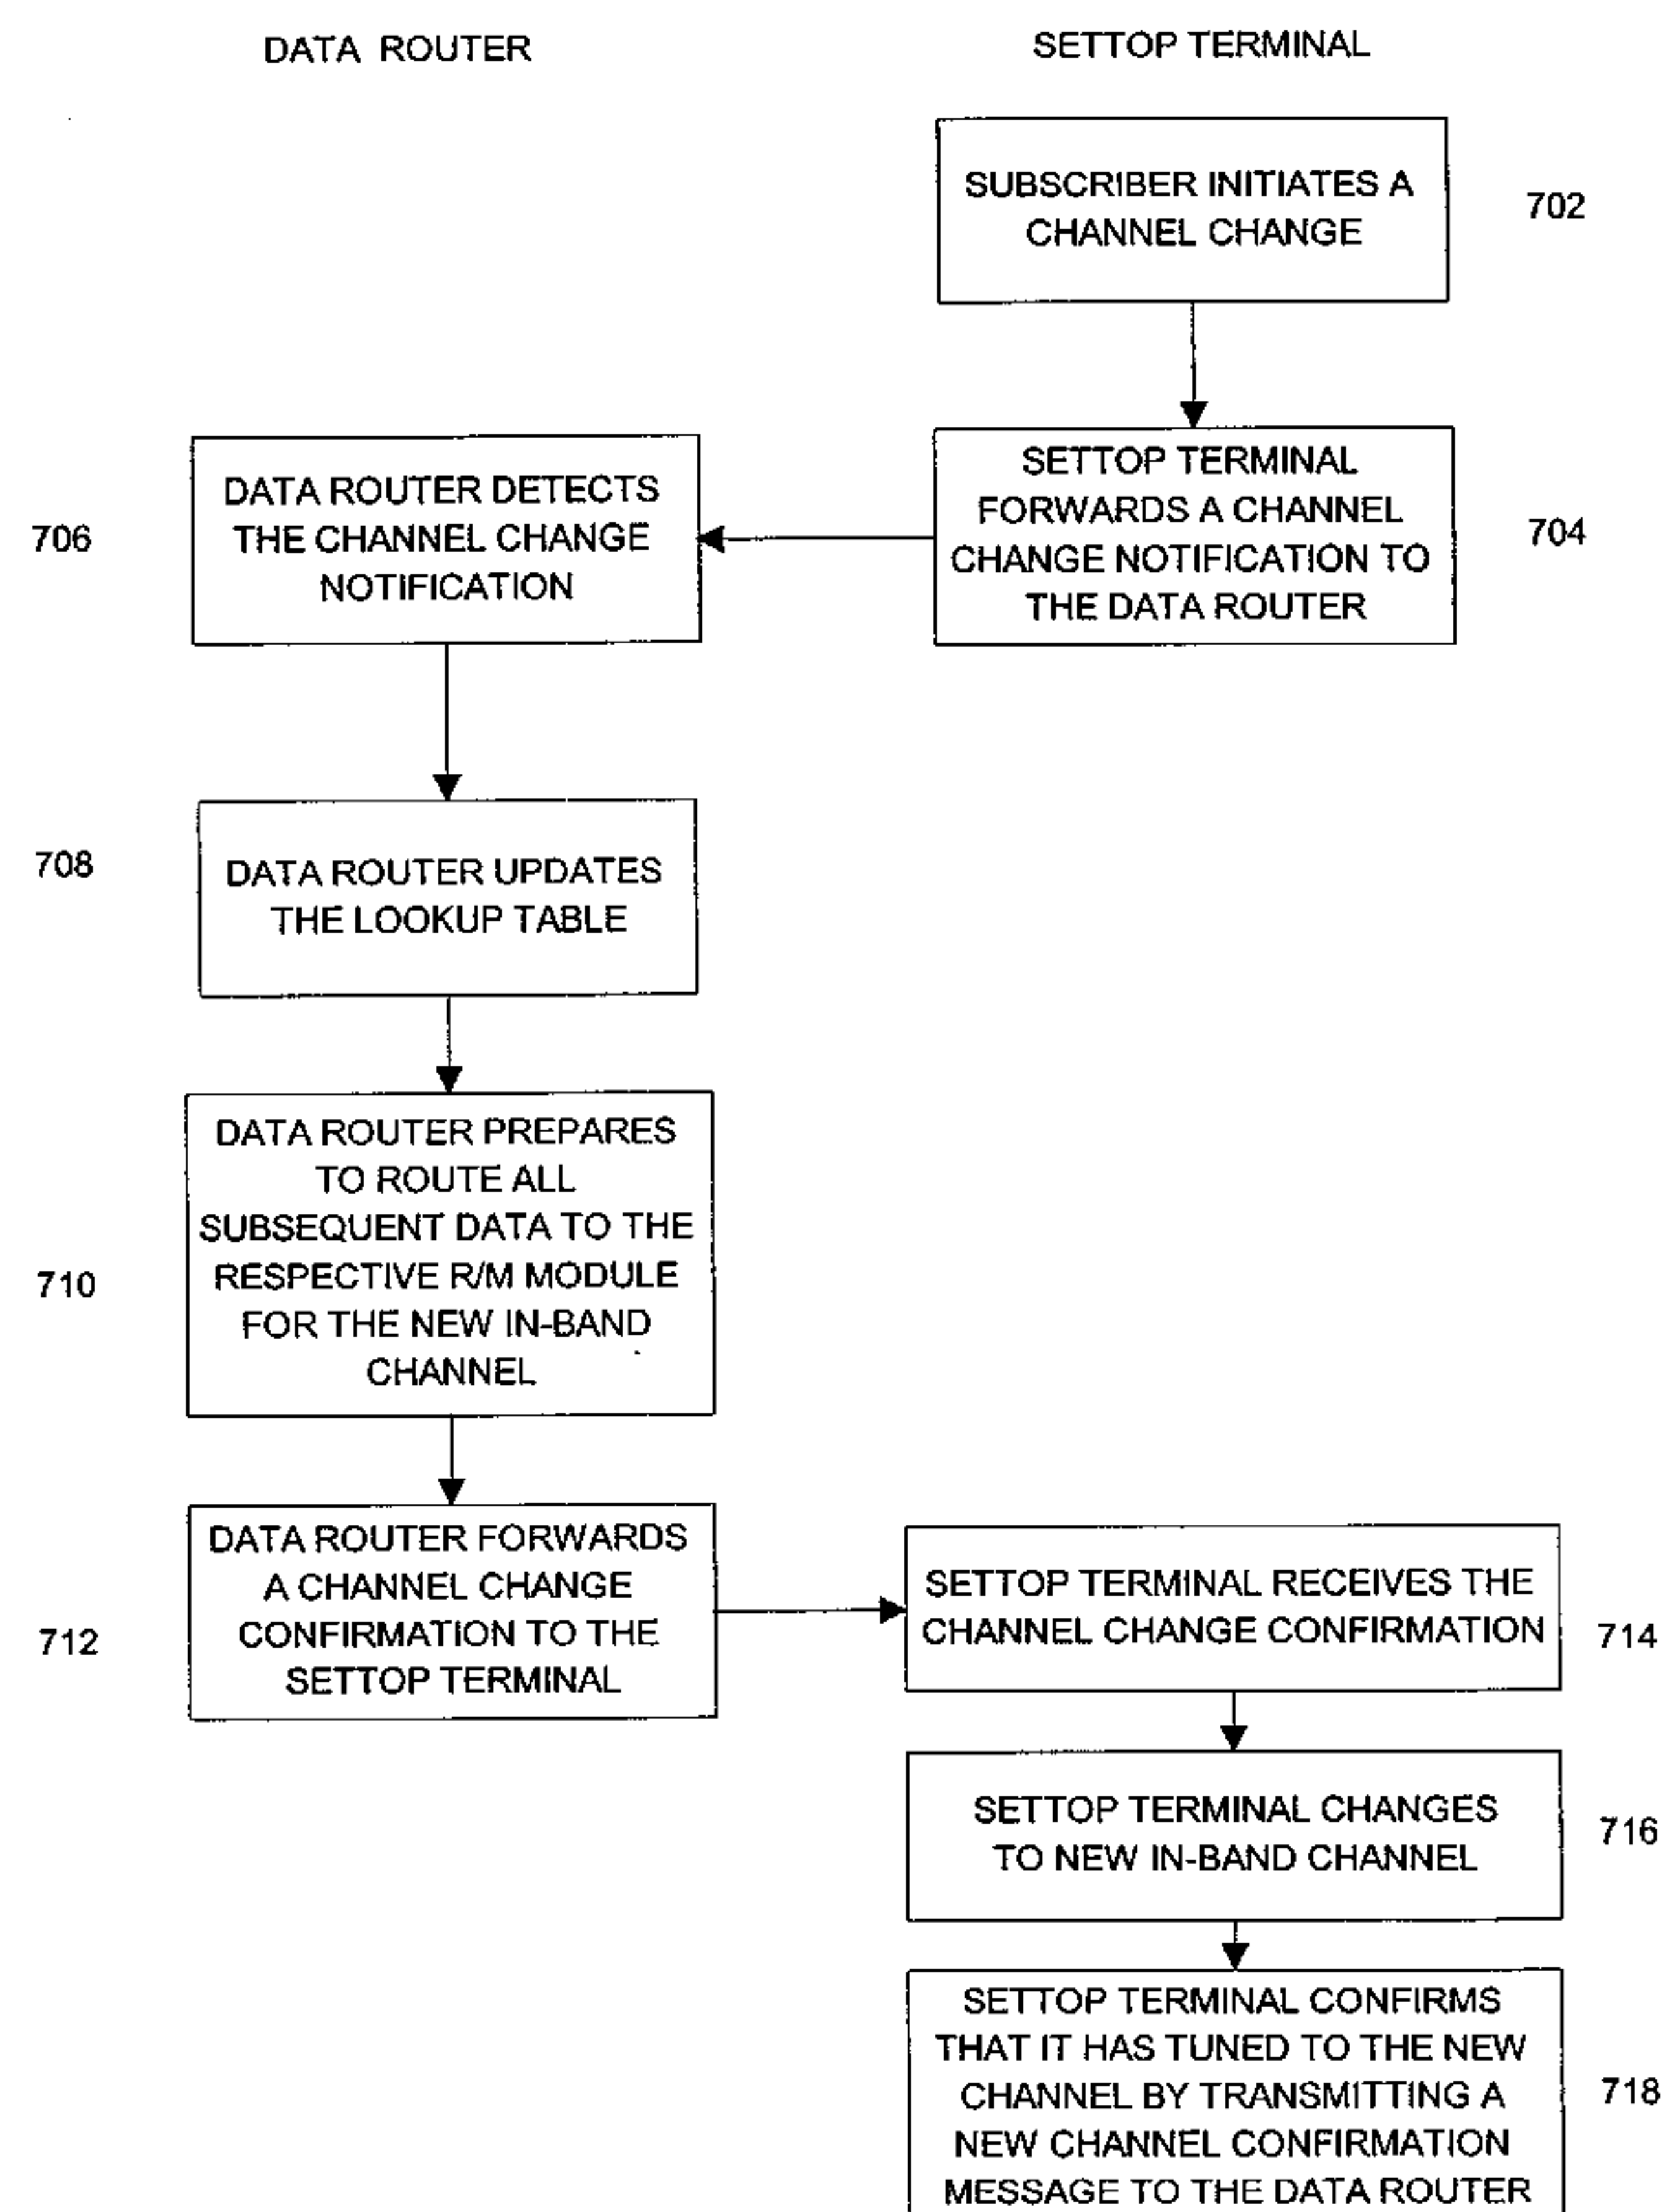 DATA ROUTER
SETTOP TERMINAL
SUBSCRIBER INITIATES A
CHANNEL CHANGE
702
SETTOP TERMINAL
FORWARDS A CHANNEL
CHANGE NOTIFICATION TO
THE DATA ROUTER
704
706
DATA ROUTER DETECTS
THE CHANNEL CHANGE
NOTIFICATION
708
DATA ROUTER UPDATES
THE LOOKUP TABLE
710
DATA ROUTER PREPARES
TO ROUTE ALL
SUBSEQUENT DATA TO THE
RESPECTIVE R/M MODULE
FOR THE NEW IN-BAND
CHANNEL
712
DATA ROUTER FORWARDS
A CHANNEL CHANGE
CONFIRMATION TO THE
SETTOP TERMINAL
SETTOP TERMINAL RECEIVES THE
CHANNEL CHANGE CONFIRMATION
714
SETTOP TERMINAL CHANGES
TO NEW IN-BAND CHANNEL
716
SETTOP TERMINAL CONFIRMS
THAT IT HAS TUNED TO THE NEW
CHANNEL BY TRANSMITTING A
NEW CHANNEL CONFIRMATION
MESSAGE TO THE DATA ROUTER
718